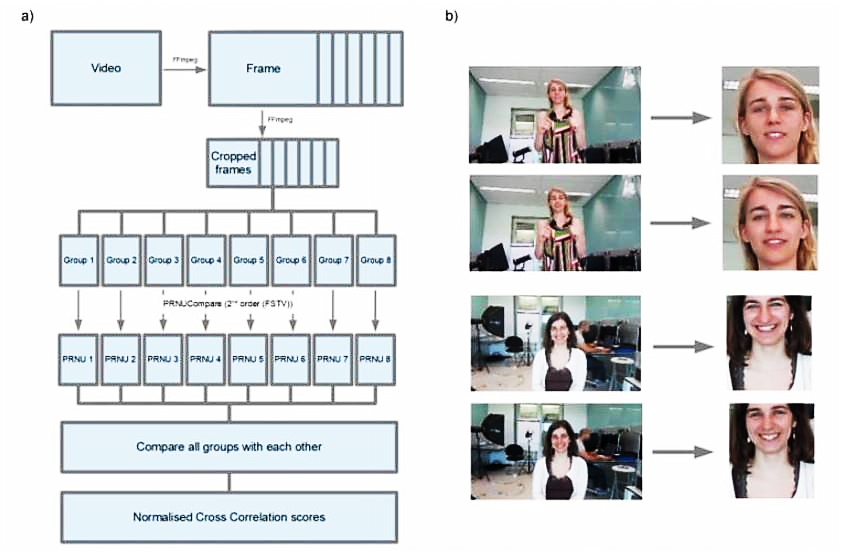 a)
b)
Video
FFmpeg
Frame
FFmpeg
Cropped
frames
Group 1
Group 2
Group 3
Group 4
Group 5
Group 6
Group 7
Group 8
PRNUCompare (2ⁿᵈ order (FSTV))
PRNU 1
PRNU 2
PRNU 3
PRNU 4
PRNU 5
PRNU 6
PRNU 7
PRNU 8
Compare all groups with each other
Normalised Cross Correlation scores